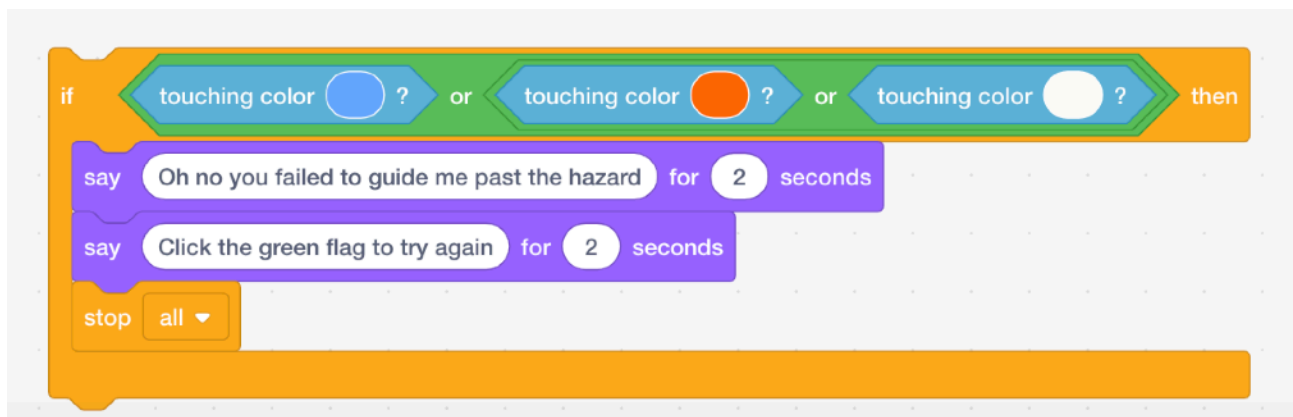 if touching color ? or touching color ? or touching color ? then
say Oh no you failed to guide me past the hazard for 2 seconds
say Click the green flag to try again for 2 seconds
stop all